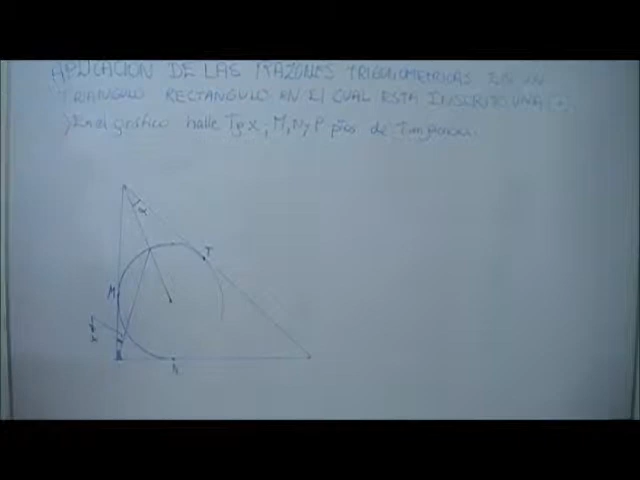 APLICACION DE LAS RAZONES TRIGONOMETRICAS EN UN
TRIANGULO RECTANGULO EN EL CUAL ESTA INSCRITO UNA
) En el gráfico halle Tg x, M, N y P ptos de Tangencia.
α
T
M
x